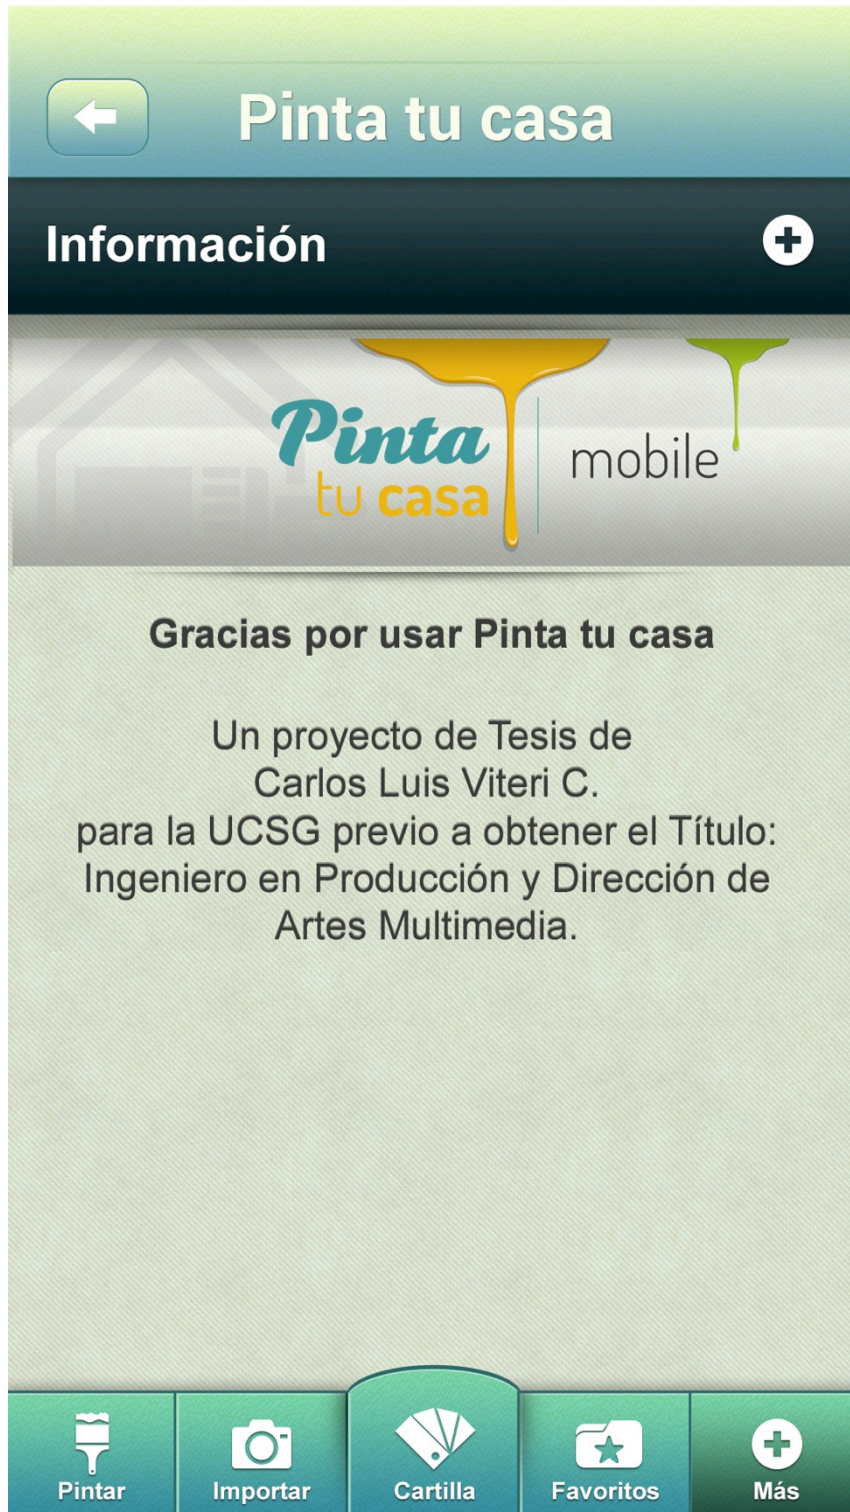 Pinta tu casa
Información
Pinta
tu casa
mobile
Gracias por usar Pinta tu casa
Un proyecto de Tesis de
Carlos Luis Viteri C.
para la UCSG previo a obtener el Título:
Ingeniero en Producción y Dirección de
Artes Multimedia.
Pintar
Importar
Cartilla
Favoritos
Más